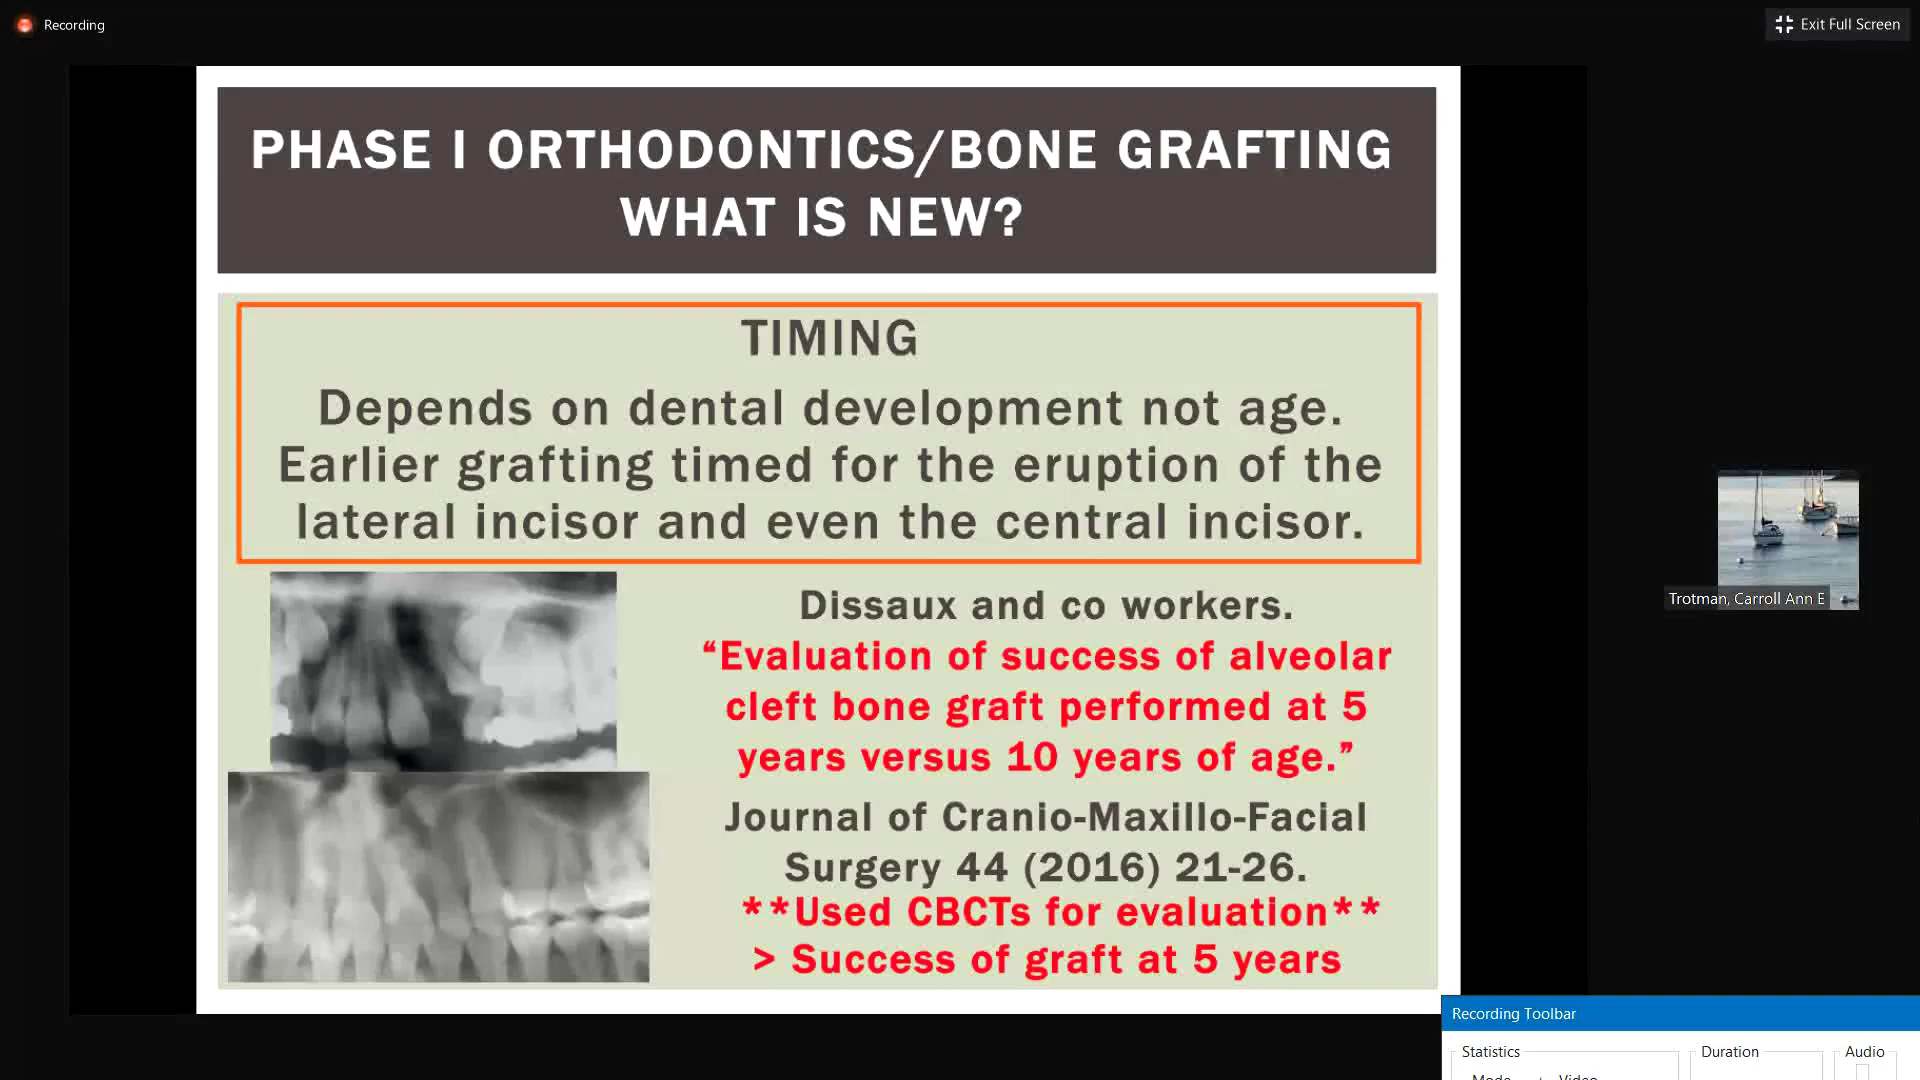 Recording
Exit Full Screen
PHASE I ORTHODONTICS/BONE GRAFTING
WHAT IS NEW?
TIMING
Depends on dental development not age.
Earlier grafting timed for the eruption of the
lateral incisor and even the central incisor.
Dissaux and co workers.
“Evaluation of success of alveolar
cleft bone graft performed at 5
years versus 10 years of age.”
Journal of Cranio-Maxillo-Facial
Surgery 44 (2016) 21-26.
**Used CBCTs for evaluation**
> Success of graft at 5 years
Trotman, Carroll Ann E
Recording Toolbar
Statistics
Duration
Audio
Video